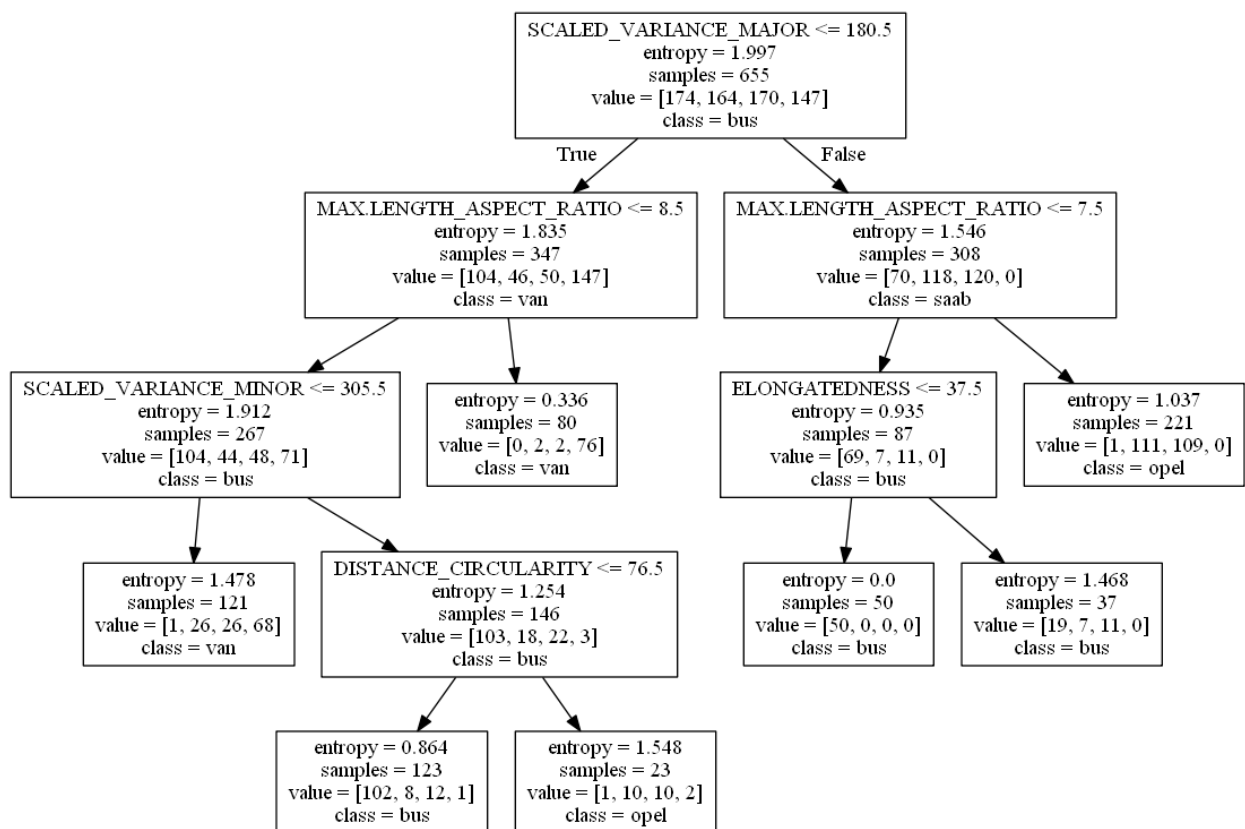 SCALED_VARIANCE_MAJOR <= 180.5
entropy = 1.997
samples = 655
value = [174, 164, 170, 147]
class = bus
True
False
MAX.LENGTH_ASPECT_RATIO <= 8.5
entropy = 1.835
samples = 347
value = [104, 46, 50, 147]
class = van
MAX.LENGTH_ASPECT_RATIO <= 7.5
entropy = 1.546
samples = 308
value = [70, 118, 120, 0]
class = saab
SCALED_VARIANCE_MINOR <= 305.5
entropy = 1.912
samples = 267
value = [104, 44, 48, 71]
class = bus
entropy = 0.336
samples = 80
value = [0, 2, 2, 76]
class = van
ELONGATEDNESS <= 37.5
entropy = 0.935
samples = 87
value = [69, 7, 11, 0]
class = bus
entropy = 1.037
samples = 221
value = [1, 111, 109, 0]
class = opel
entropy = 1.478
samples = 121
value = [1, 26, 26, 68]
class = van
DISTANCE_CIRCULARITY <= 76.5
entropy = 1.254
samples = 146
value = [103, 18, 22, 3]
class = bus
entropy = 0.0
samples = 50
value = [50, 0, 0, 0]
class = bus
entropy = 1.468
samples = 37
value = [19, 7, 11, 0]
class = bus
entropy = 0.864
samples = 123
value = [102, 8, 12, 1]
class = bus
entropy = 1.548
samples = 23
value = [1, 10, 10, 2]
class = opel